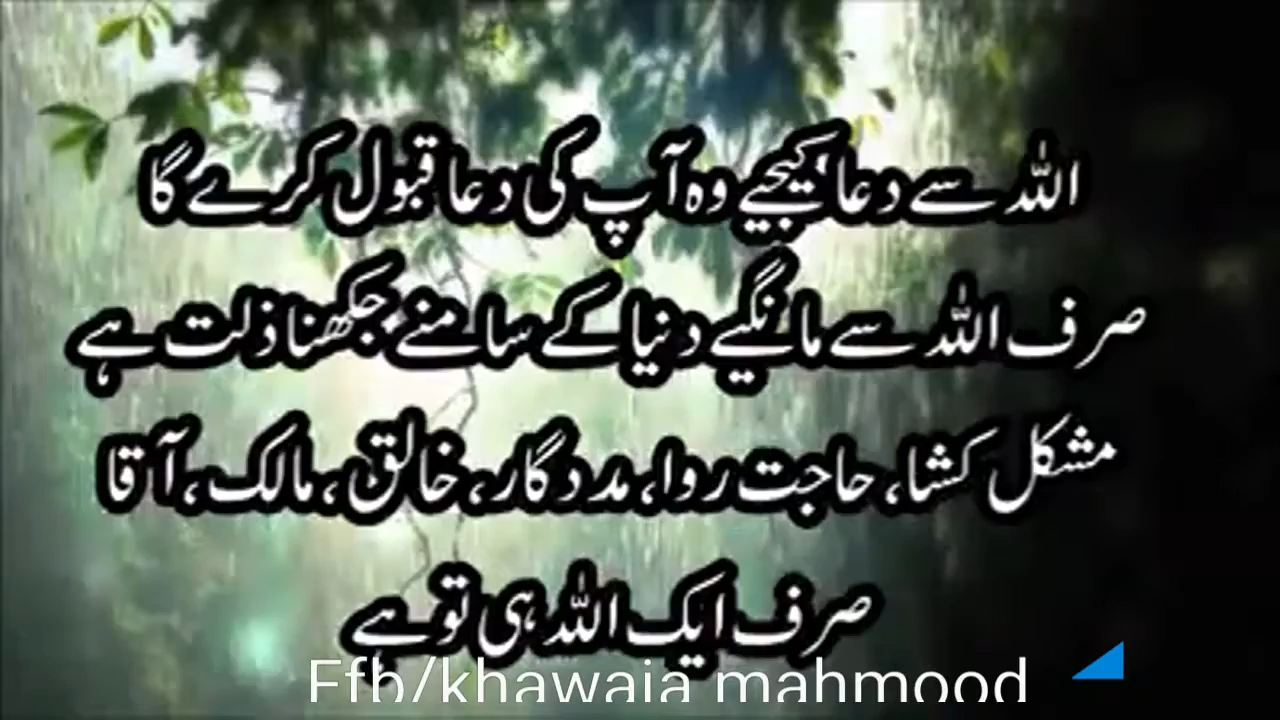 اللہ سے دعا کیجیے وہ آپ کی دعا قبول کرے گا
صرف اللہ سے مانگیے دنیا کے سامنے جکھنا ذلت ہے
مشکل کشا، حاجت روا، مددگار، خالق، مالک، آقا
صرف ایک اللہ ہی تو ہے
Ffb/khawaja mahmood